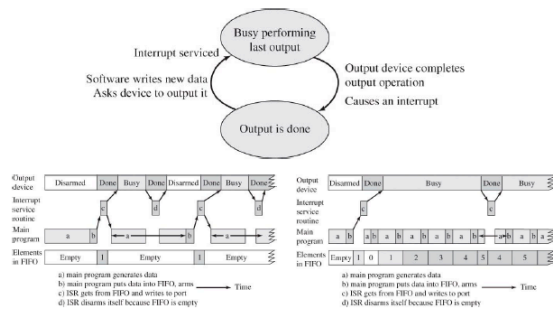 Busy performing
last output
Interrupt serviced
Software writes new data
Asks device to output it
Output device completes
output operation
Causes an interrupt
Output is done
Output
device
Disarmed Done Busy Done Disarmed Done Busy Done
Interrupt
service
routine
c d c d
Main
program
a b a b a
Elements
in FIFO
Empty 1 Empty 1 Empty
a) main program generates data
b) main program puts data into FIFO, arms
c) ISR gets from FIFO and writes to port
d) ISR disarms itself because FIFO is empty
Time
Output
device
Disarmed Done Busy Done Busy
Interrupt
service
routine
c c
Main
program
a b a b a b a b a b a b a b a b
Elements
in FIFO
Empty 1 0 1 2 3 4 5 4 5
a) main program generates data
b) main program puts data into FIFO, arms
c) ISR gets from FIFO and writes to port
d) ISR disarms itself because FIFO is empty
Time